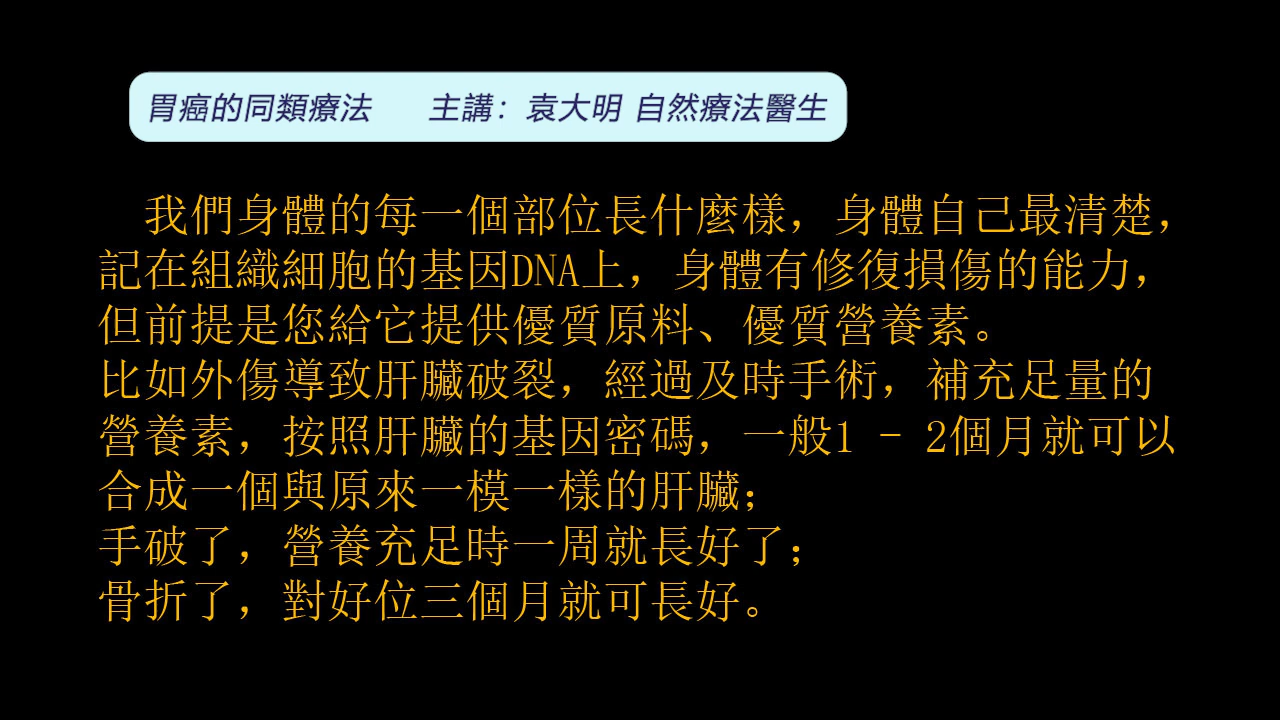 胃癌的同類療法 主講：袁大明 自然療法醫生
我們身體的每一個部位長什麼樣，身體自己最清楚，
記在組織細胞的基因DNA上，身體有修復損傷的能力，
但前提是您給它提供優質原料、優質營養素。
比如外傷導致肝臟破裂，經過及時手術，補充足量的
營養素，按照肝臟的基因密碼，一般1 - 2個月就可以
合成一個與原來一模一樣的肝臟；
手破了，營養充足時一周就長好了；
骨折了，對好位三個月就可長好。